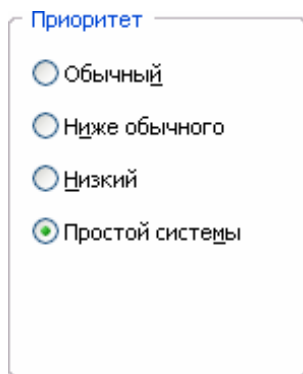 Приоритет
Обычный
Ниже обычного
Низкий
Простой системы